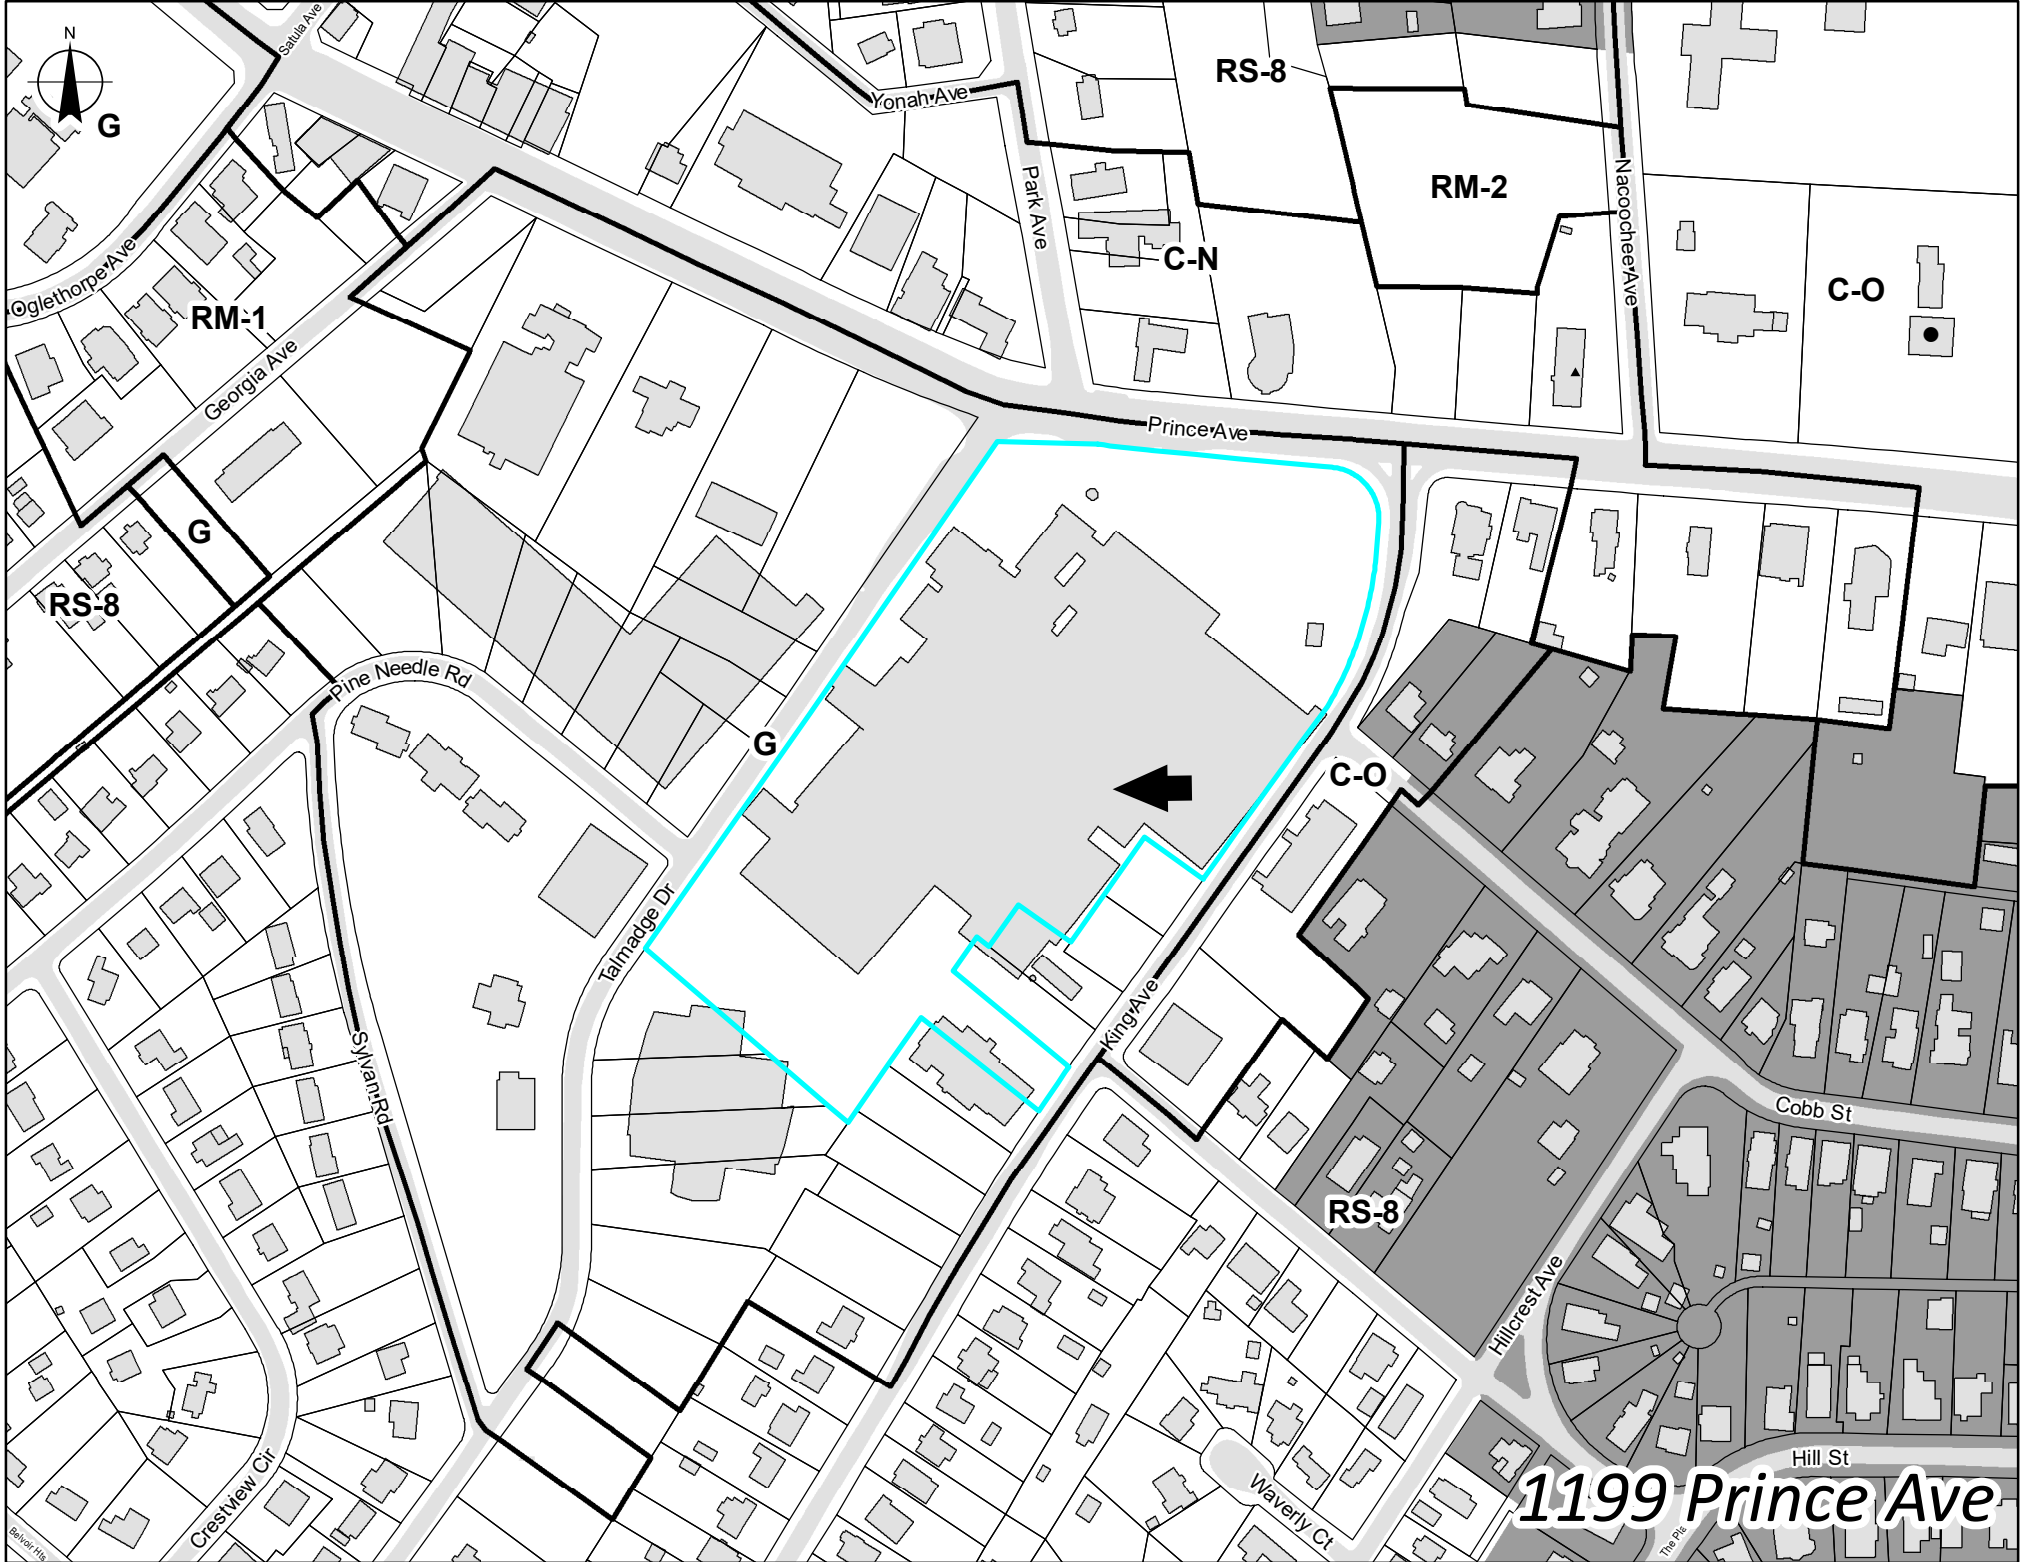 Satula Ave
N
G
Yonah Ave
RS-8
RM-2
Park Ave
Nacoochee Ave
C-N
C-O
Oglethorpe Ave
RM-1
Georgia Ave
Prince Ave
G
RS-8
Pine Needle Rd
G
C-O
Talmadge Dr
King Ave
Sylvan Rd
Cobb St
RS-8
Hillcrest Ave
Hill St
Crestview Cir
Waverly Ct
1199 Prince Ave
Belvoir Hts